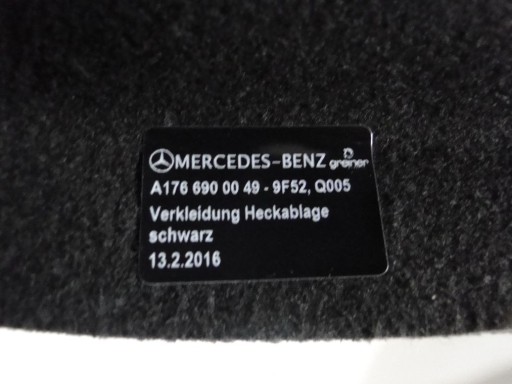 MERCEDES-BENZ greiner
A176 690 00 49 - 9F52, Q005
Verkleidung Heckablage
schwarz
13.2.2016